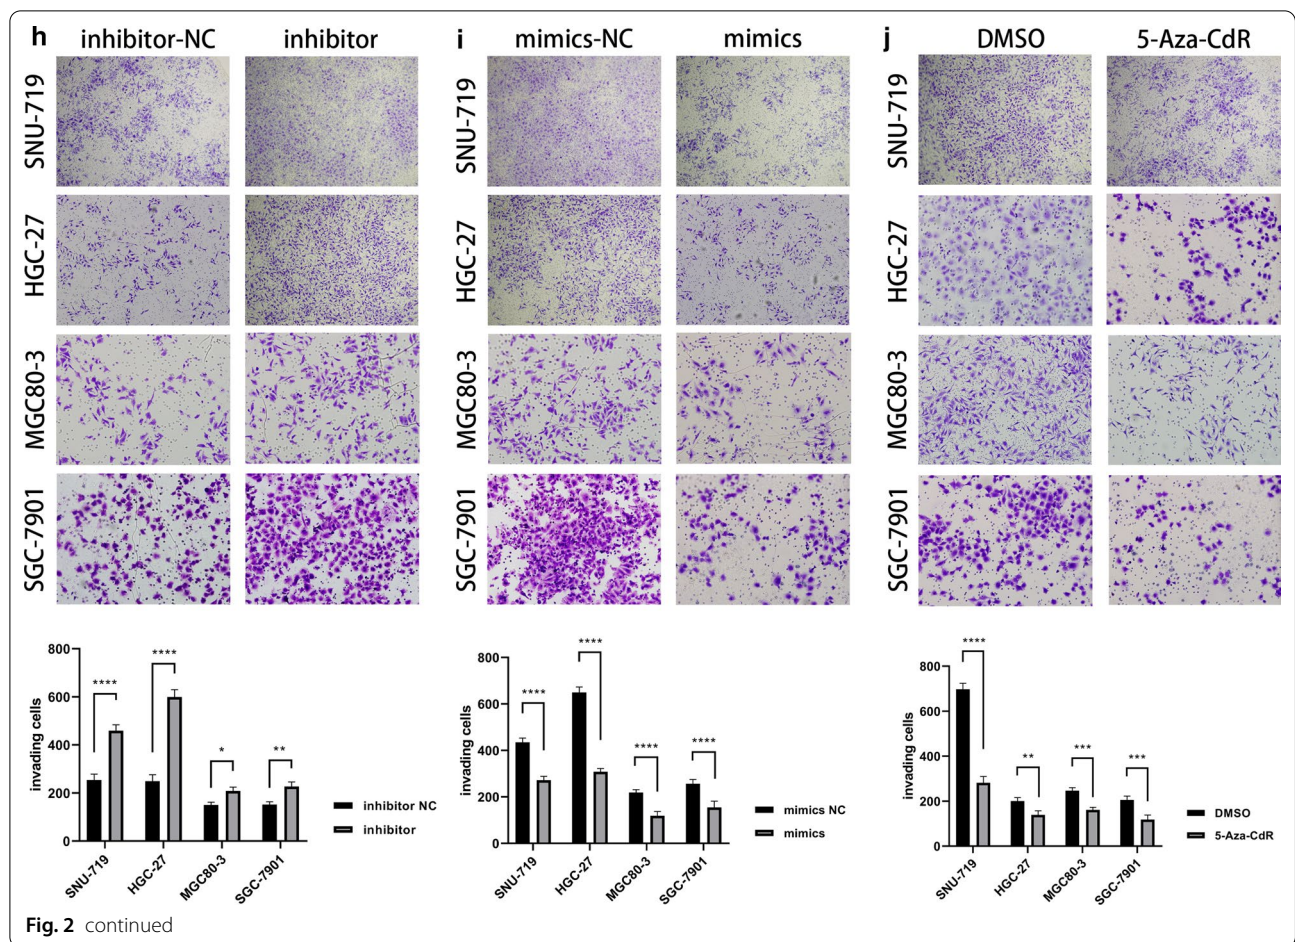 h inhibitor-NC inhibitor i mimics-NC mimics j DMSO 5-Aza-CdR
SNU-719 SNU-719 SNU-719
HGC-27 HGC-27 HGC-27
MGC80-3 MGC80-3 MGC80-3
SGC-7901 SGC-7901 SGC-7901
invading cells
800
600
400
200
0
**** **** * **
SNU-719 HGC-27 MGC80-3 SGC-7901
inhibitor NC
inhibitor
invading cells
800
600
400
200
0
**** **** **** ****
SNU-719 HGC-27 MGC80-3 SGC-7901
mimics NC
mimics
invading cells
800
600
400
200
0
**** ** *** ***
SNU-719 HGC-27 MGC80-3 SGC-7901
DMSO
5-Aza-CdR
Fig. 2 continued